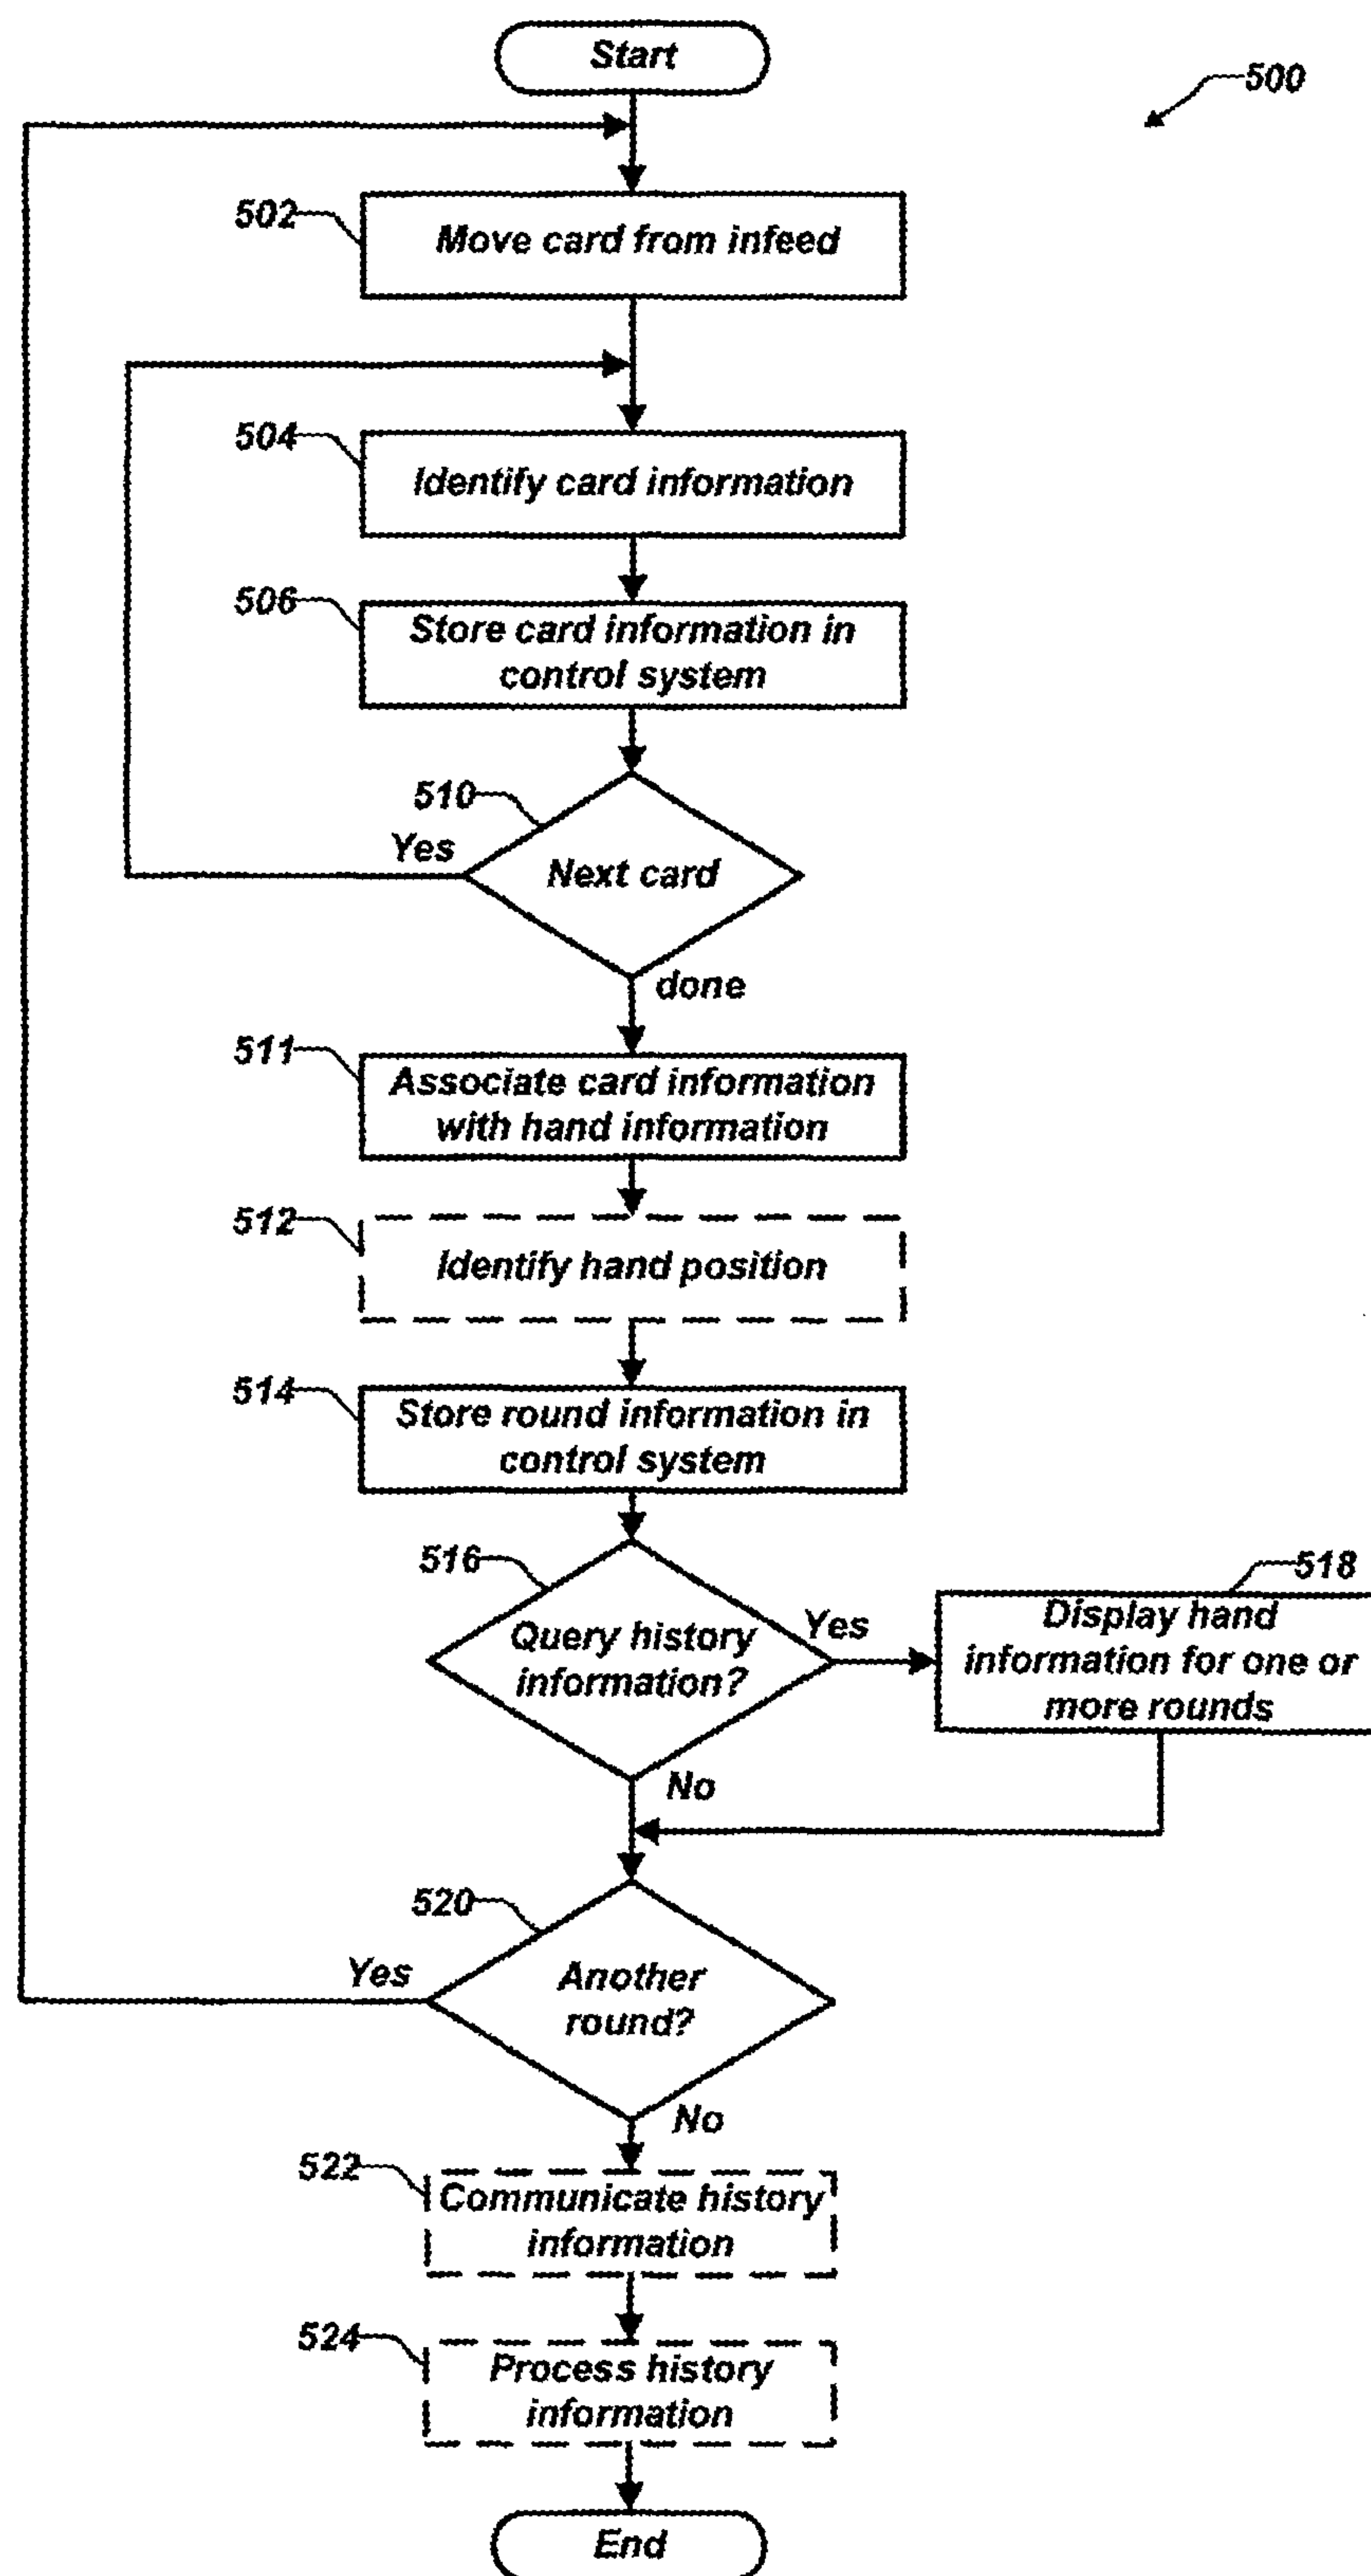 Start
500
502
Move card from infeed
504
Identify card information
506
Store card information in
control system
510
Yes
Next card
done
511
Associate card information
with hand information
512
Identify hand position
514
Store round information in
control system
516
Query history
information?
Yes
518
Display hand
information for one or
more rounds
No
520
Yes
Another
round?
No
522
Communicate history
information
524
Process history
information
End